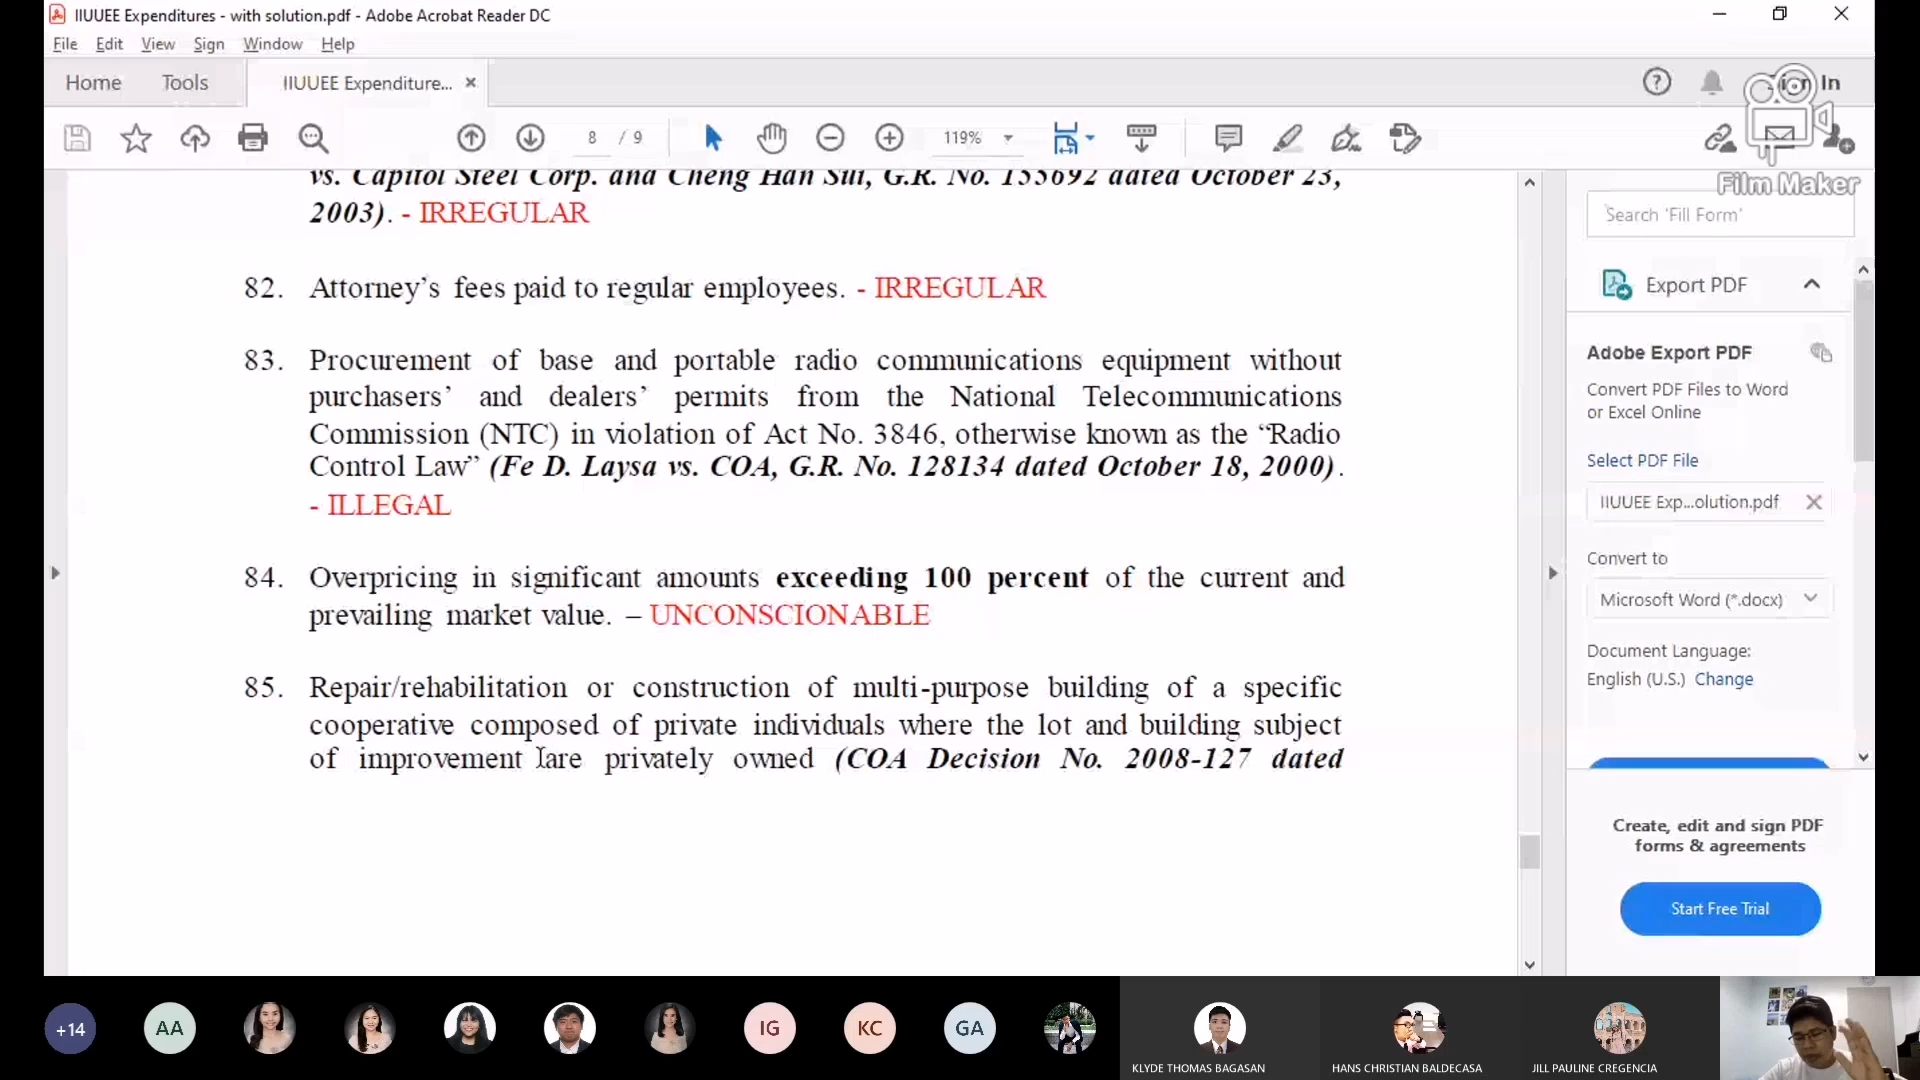 IIUUEE Expenditures - with solution.pdf - Adobe Acrobat Reader DC
File Edit View Sign Window Help
Home Tools IIUUEE Expenditure... ×
Sign In
8 / 9 119%
Film Maker
vs. Capitol Steel Corp. and Cheng Han Sui, G.R. No. 155692 dated October 23,
2003). - IRREGULAR
82. Attorney’s fees paid to regular employees. - IRREGULAR
83. Procurement of base and portable radio communications equipment without
purchasers’ and dealers’ permits from the National Telecommunications
Commission (NTC) in violation of Act No. 3846, otherwise known as the “Radio
Control Law” (Fe D. Laysa vs. COA, G.R. No. 128134 dated October 18, 2000).
- ILLEGAL
84. Overpricing in significant amounts exceeding 100 percent of the current and
prevailing market value. – UNCONSCIONABLE
85. Repair/rehabilitation or construction of multi-purpose building of a specific
cooperative composed of private individuals where the lot and building subject
of improvement are privately owned (COA Decision No. 2008-127 dated
Search 'Fill Form'
Export PDF
Adobe Export PDF
Convert PDF Files to Word
or Excel Online
Select PDF File
IIUUEE Exp...olution.pdf
Convert to
Microsoft Word (*.docx)
Document Language:
English (U.S.) Change
Create, edit and sign PDF
forms & agreements
Start Free Trial
+14 AA IG KC GA
KLYDE THOMAS BAGASAN HANS CHRISTIAN BALDECASA JILL PAULINE CREGENCIA